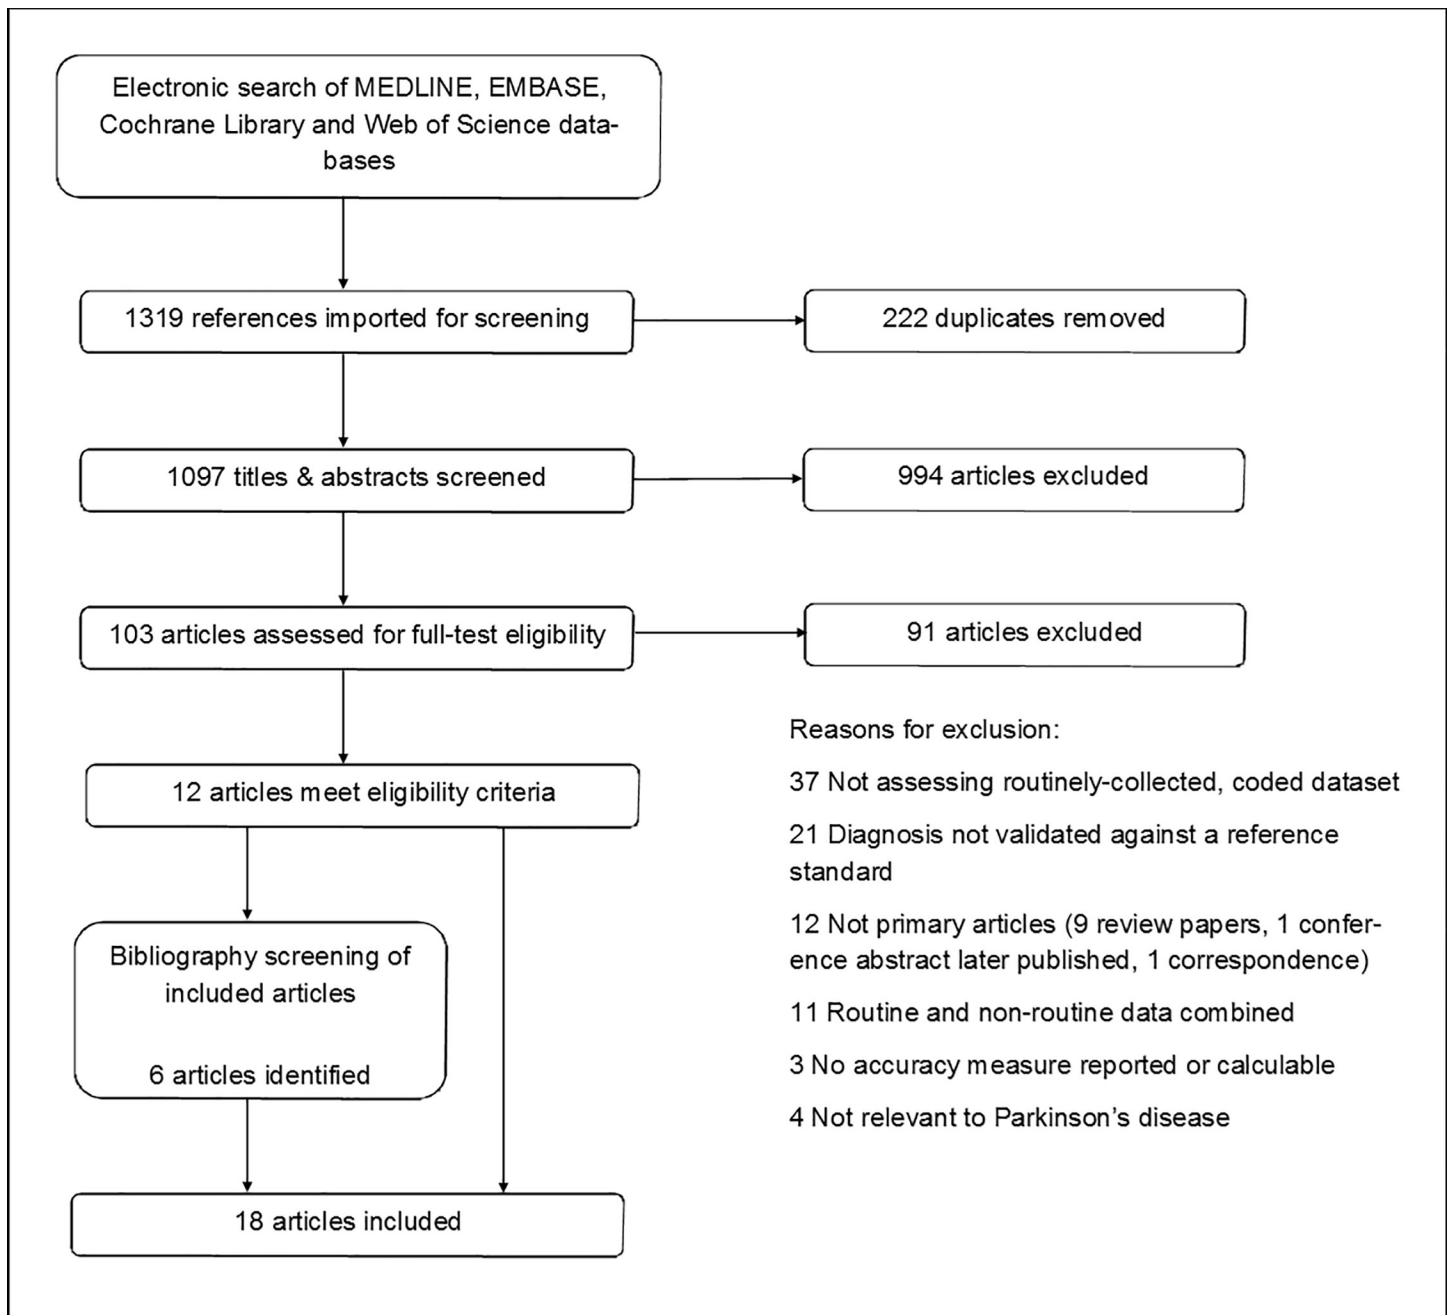 Electronic search of MEDLINE, EMBASE,
Cochrane Library and Web of Science data-
bases
1319 references imported for screening
222 duplicates removed
1097 titles & abstracts screened
994 articles excluded
103 articles assessed for full-test eligibility
91 articles excluded
Reasons for exclusion:
37 Not assessing routinely-collected, coded dataset
21 Diagnosis not validated against a reference
standard
12 Not primary articles (9 review papers, 1 confer-
ence abstract later published, 1 correspondence)
11 Routine and non-routine data combined
3 No accuracy measure reported or calculable
4 Not relevant to Parkinson’s disease
12 articles meet eligibility criteria
Bibliography screening of
included articles
6 articles identified
18 articles included